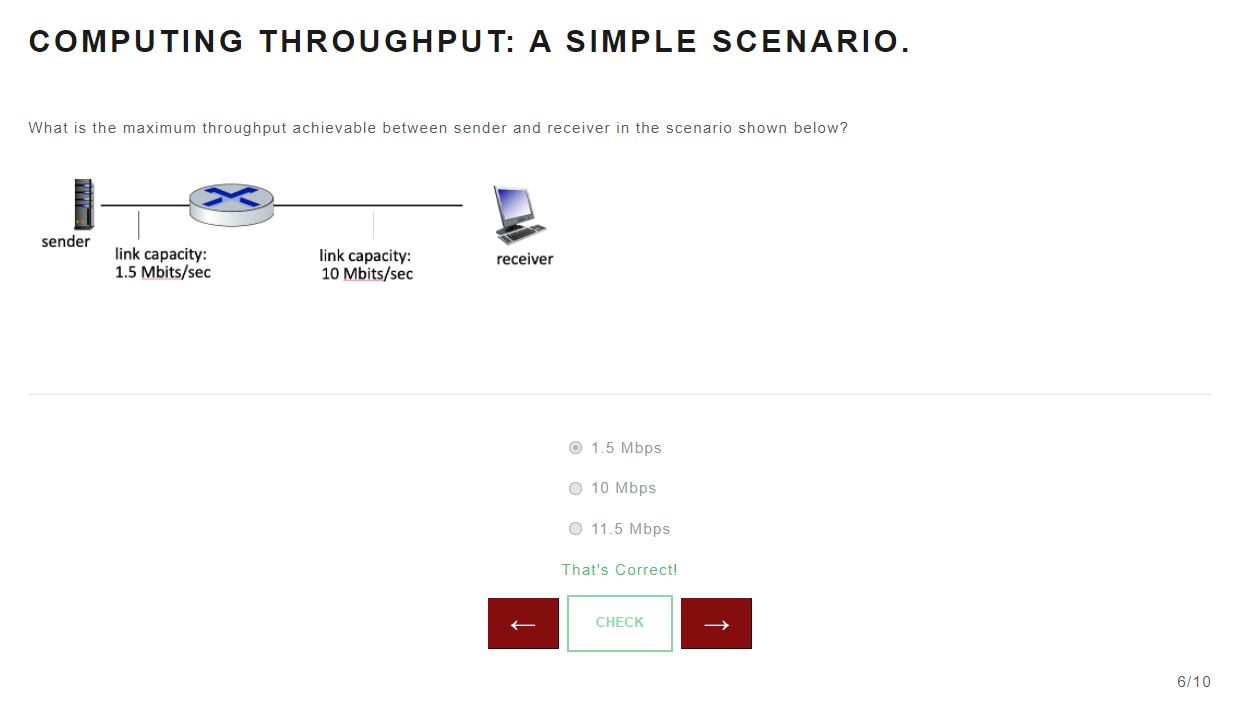 COMPUTING THROUGHPUT: A SIMPLE SCENARIO.
What is the maximum throughput achievable between sender and receiver in the scenario shown below?
sender
link capacity:
1.5 Mbits/sec
link capacity:
10 Mbits/sec
receiver
1.5 Mbps
10 Mbps
11.5 Mbps
That's Correct!
← CHECK →
6/10